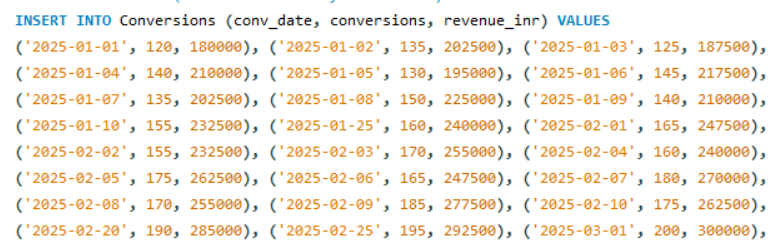 INSERT INTO Conversions (conv_date, conversions, revenue_inr) VALUES
('2025-01-01', 120, 180000), ('2025-01-02', 135, 202500), ('2025-01-03', 125, 187500),
('2025-01-04', 140, 210000), ('2025-01-05', 130, 195000), ('2025-01-06', 145, 217500),
('2025-01-07', 135, 202500), ('2025-01-08', 150, 225000), ('2025-01-09', 140, 210000),
('2025-01-10', 155, 232500), ('2025-01-25', 160, 240000), ('2025-02-01', 165, 247500),
('2025-02-02', 155, 232500), ('2025-02-03', 170, 255000), ('2025-02-04', 160, 240000),
('2025-02-05', 175, 262500), ('2025-02-06', 165, 247500), ('2025-02-07', 180, 270000),
('2025-02-08', 170, 255000), ('2025-02-09', 185, 277500), ('2025-02-10', 175, 262500),
('2025-02-20', 190, 285000), ('2025-02-25', 195, 292500), ('2025-03-01', 200, 300000),